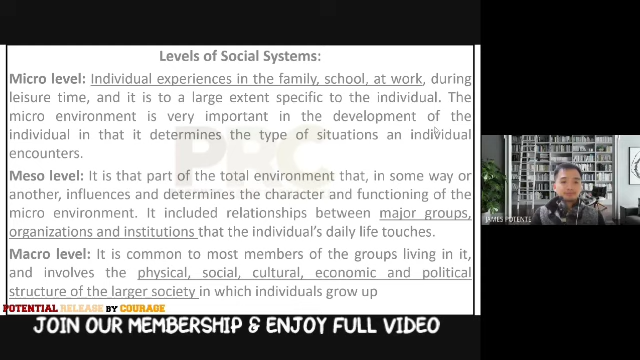 Levels of Social Systems:
Micro level: Individual experiences in the family, school, at work, during
leisure time, and it is to a large extent specific to the individual. The
micro environment is very important in the development of the
individual in that it determines the type of situations an individual
encounters.
Meso level: It is that part of the total environment that, in some way or
another, influences and determines the character and functioning of the
micro environment. It included relationships between major groups,
organizations and institutions that the individual's daily life touches.
Macro level: It is common to most members of the groups living in it,
and involves the physical, social, cultural, economic and political
structure of the larger society in which individuals grow up
PRC
JAMES POTENTE
POTENTIAL RELEASE BY COURAGE
JOIN OUR MEMBERSHIP & ENJOY FULL VIDEO